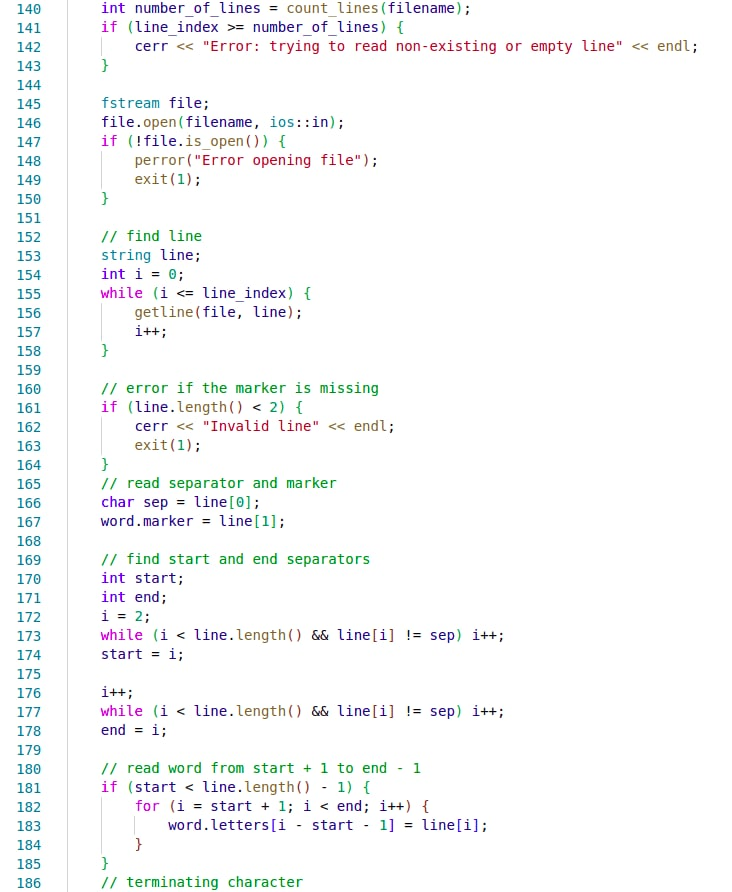 140 int number_of_lines = count_lines(filename);
141 if (line_index >= number_of_lines) {
142 cerr << "Error: trying to read non-existing or empty line" << endl;
143 }
144
145 fstream file;
146 file.open(filename, ios::in);
147 if (!file.is_open()) {
148 perror("Error opening file");
149 exit(1);
150 }
151
152 // find line
153 string line;
154 int i = 0;
155 while (i <= line_index) {
156 getline(file, line);
157 i++;
158 }
159
160 // error if the marker is missing
161 if (line.length() < 2) {
162 cerr << "Invalid line" << endl;
163 exit(1);
164 }
165 // read separator and marker
166 char sep = line[0];
167 word.marker = line[1];
168
169 // find start and end separators
170 int start;
171 int end;
172 i = 2;
173 while (i < line.length() && line[i] != sep) i++;
174 start = i;
175
176 i++;
177 while (i < line.length() && line[i] != sep) i++;
178 end = i;
179
180 // read word from start + 1 to end - 1
181 if (start < line.length() - 1) {
182 for (i = start + 1; i < end; i++) {
183 word.letters[i - start - 1] = line[i];
184 }
185 }
186 // terminating character